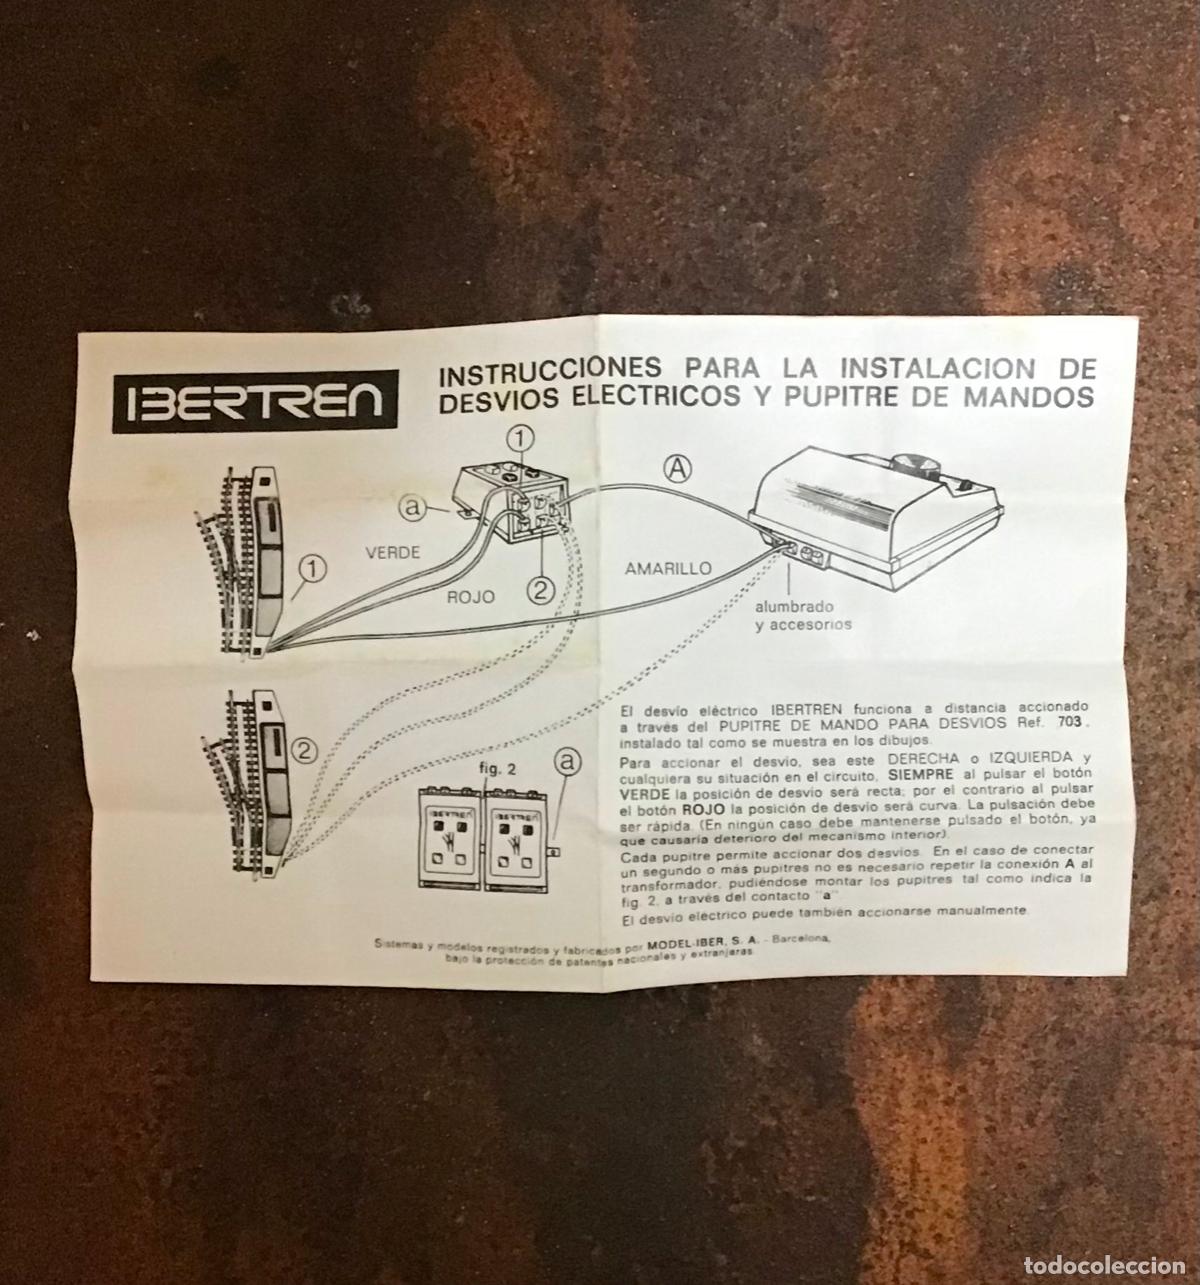 IBERTREN
INSTRUCCIONES PARA LA INSTALACION DE
DESVIOS ELECTRICOS Y PUPITRE DE MANDOS
1
A
a
VERDE
1
ROJO
2
AMARILLO
alumbrado
y accesorios
2
fig. 2
a
IBERTREN
IBERTREN
El desvío eléctrico IBERTREN funciona a distancia accionado
a través del PUPITRE DE MANDO PARA DESVIOS Ref. 703,
instalado tal como se muestra en los dibujos.
Para accionar el desvío, sea este DERECHA o IZQUIERDA y
cualquiera su situación en el circuito, SIEMPRE al pulsar el botón
VERDE la posición de desvío será recta; por el contrario al pulsar
el botón ROJO la posición de desvío será curva. La pulsación debe
ser rápida. (En ningún caso debe mantenerse pulsado el botón, ya
que causaría deterioro del mecanismo interior).
Cada pupitre permite accionar dos desvíos. En el caso de conectar
un segundo o más pupitres no es necesario repetir la conexión A al
transformador, pudiéndose montar los pupitres tal como indica la
fig. 2, a través del contacto "a"
El desvío eléctrico puede también accionarse manualmente.
Sistemas y modelos registrados y fabricados por MODEL-IBER, S. A. - Barcelona,
bajo la protección de patentes nacionales y extranjeras
todocoleccion